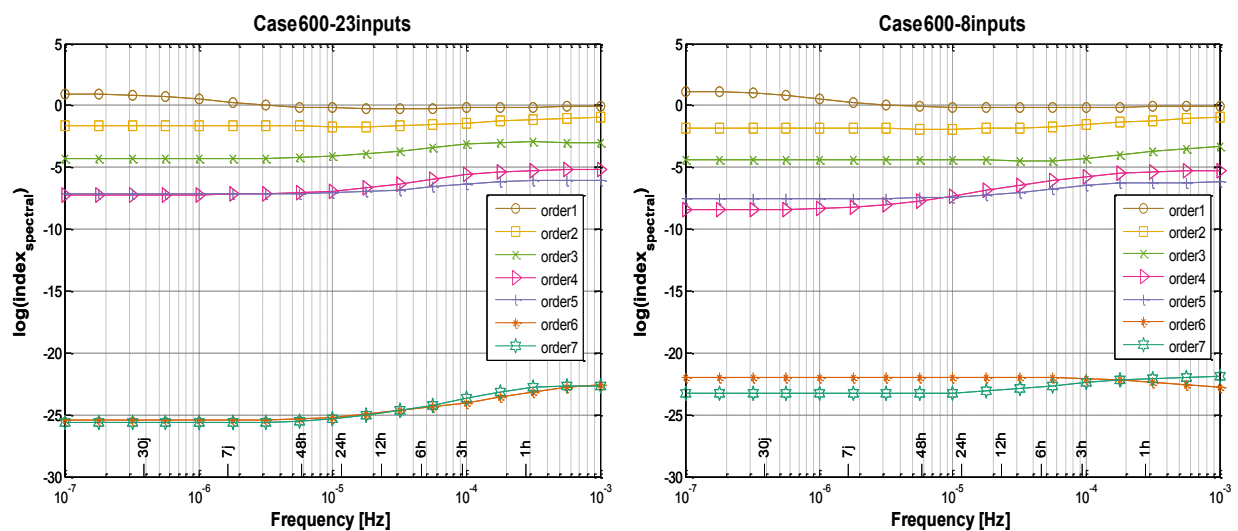 Case600-23inputs
5
0
-5
-10
-15
-20
-25
-30
log(index_spectral)
order1
order2
order3
order4
order5
order6
order7
30j
7j
48h
24h
12h
6h
3h
1h
10^-7
10^-6
10^-5
10^-4
10^-3
Frequency [Hz]
Case600-8inputs
5
0
-5
-10
-15
-20
-25
-30
log(index_spectral)
order1
order2
order3
order4
order5
order6
order7
30j
7j
48h
24h
12h
6h
3h
1h
10^-7
10^-6
10^-5
10^-4
10^-3
Frequency [Hz]